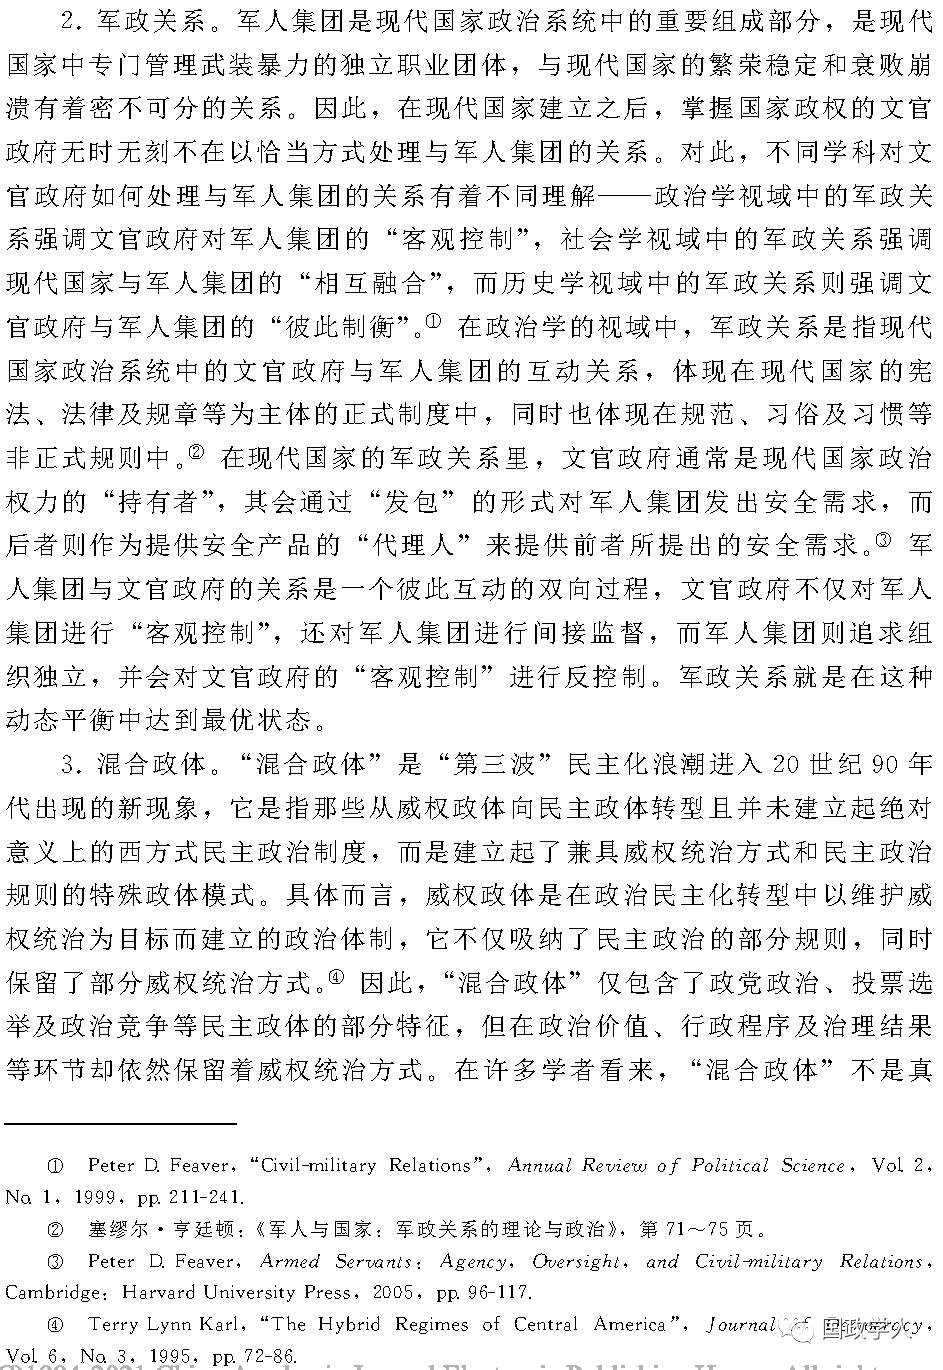 2. 军政关系。军人集团是现代国家政治系统中的重要组成部分，是现代
国家中专门管理武装暴力的独立职业团体，与现代国家的繁荣稳定和衰败崩
溃有着密不可分的关系。因此，在现代国家建立之后，掌握国家政权的文官
政府无时无刻不在以恰当方式处理与军人集团的关系。对此，不同学科对文
官政府如何处理与军人集团的关系有着不同理解——政治学视域中的军政关
系强调文官政府对军人集团的“客观控制”，社会学视域中的军政关系强调
现代国家与军人集团的“相互融合”，而历史学视域中的军政关系则强调文
官政府与军人集团的“彼此制衡”。① 在政治学的视域中，军政关系是指现代
国家政治系统中的文官政府与军人集团的互动关系，体现在现代国家的宪
法、法律及规章等为主体的正式制度中，同时也体现在规范、习俗及习惯等
非正式规则中。② 在现代国家的军政关系里，文官政府通常是现代国家政治
权力的“持有者”，其会通过“发包”的形式对军人集团发出安全需求，而
后者则作为提供安全产品的“代理人”来提供前者所提出的安全需求。③ 军
人集团与文官政府的关系是一个彼此互动的双向过程，文官政府不仅对军人
集团进行“客观控制”，还对军人集团进行间接监督，而军人集团则追求组
织独立，并会对文官政府的“客观控制”进行反控制。军政关系就是在这种
动态平衡中达到最优状态。
3. 混合政体。“混合政体”是“第三波”民主化浪潮进入 20 世纪 90 年
代出现的新现象，它是指那些从威权政体向民主政体转型且并未建立起绝对
意义上的西方式民主政治制度，而是建立起了兼具威权统治方式和民主政治
规则的特殊政体模式。具体而言，威权政体是在政治民主化转型中以维护威
权统治为目标而建立的政治体制，它不仅吸纳了民主政治的部分规则，同时
保留了部分威权统治方式。④ 因此，“混合政体”仅包含了政党政治、投票选
举及政治竞争等民主政体的部分特征，但在政治价值、行政程序及治理结果
等环节却依然保留着威权统治方式。在许多学者看来，“混合政体”不是真
① Peter D. Feaver, “Civil-military Relations”, Annual Review of Political Science, Vol. 2,
No. 1, 1999, pp. 211-241.
② 塞缪尔·亨廷顿：《军人与国家：军政关系的理论与政治》，第 71～75 页。
③ Peter D. Feaver, Armed Servants: Agency, Oversight, and Civil-military Relations,
Cambridge: Harvard University Press, 2005, pp. 96-117.
④ Terry Lynn Karl, “The Hybrid Regimes of Central America”, Journal of Democracy,
Vol. 6, No. 3, 1995, pp. 72-86.
国政学人